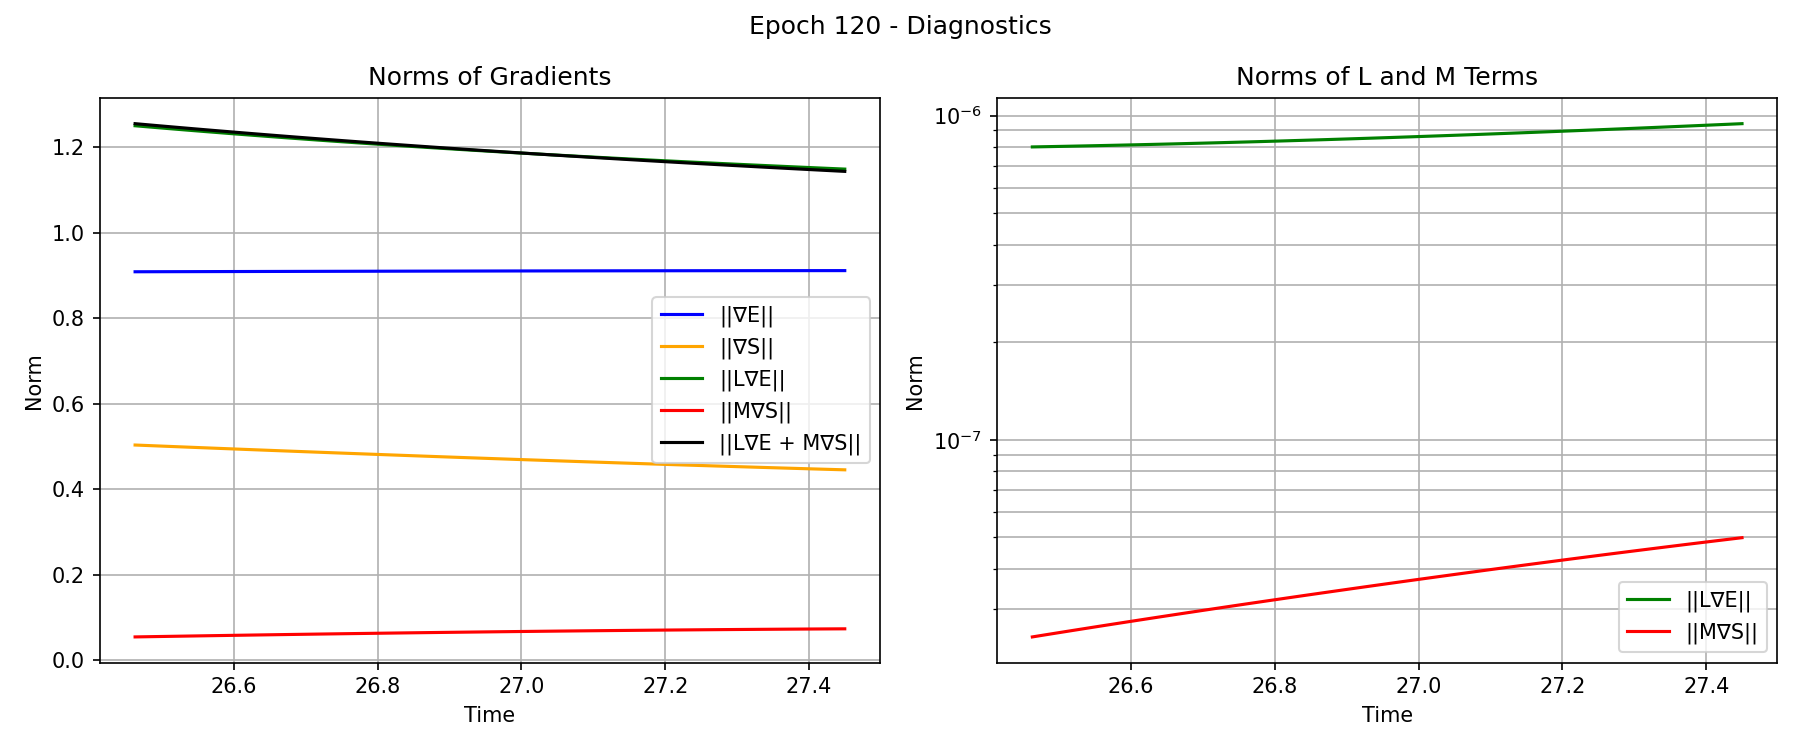 Epoch 120 - Diagnostics
Norms of Gradients
1.2
1.0
0.8
0.6
0.4
0.2
0.0
Norm
26.6 26.8 27.0 27.2 27.4
Time
||∇E||
||∇S||
||L∇E||
||M∇S||
||L∇E + M∇S||
Norms of L and M Terms
10⁻⁶
10⁻⁷
Norm
26.6 26.8 27.0 27.2 27.4
Time
||L∇E||
||M∇S||